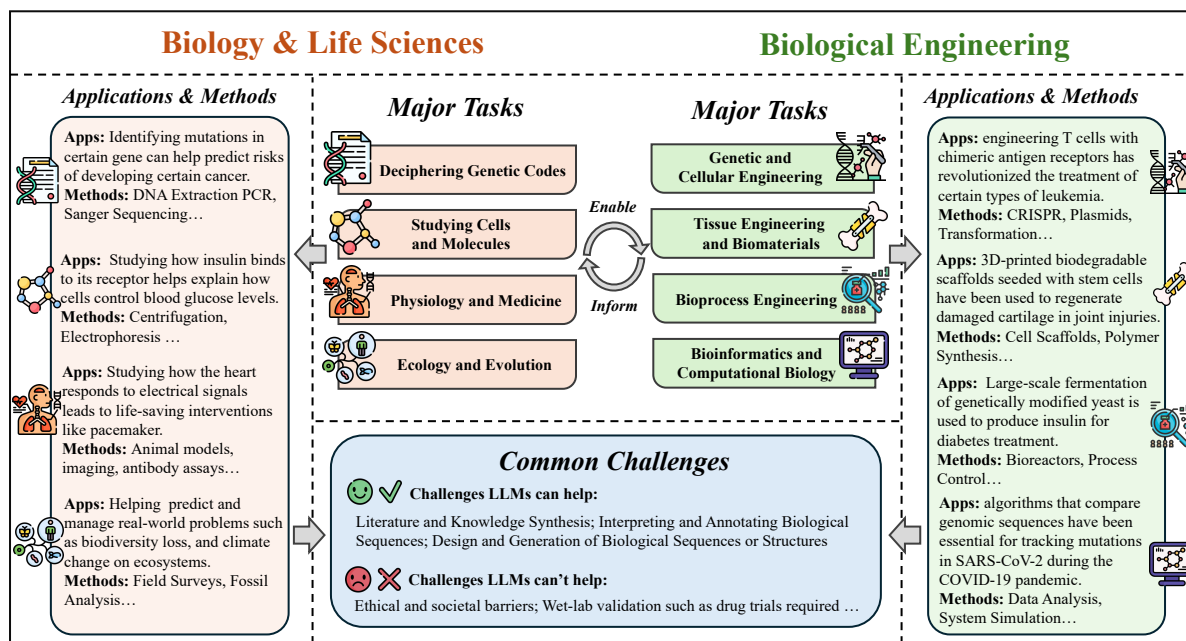 Biology & Life Sciences
Biological Engineering
Applications & Methods
Apps: Identifying mutations in
certain gene can help predict risks
of developing certain cancer.
Methods: DNA Extraction PCR,
Sanger Sequencing…
Apps: Studying how insulin binds
to its receptor helps explain how
cells control blood glucose levels.
Methods: Centrifugation,
Electrophoresis …
Apps: Studying how the heart
responds to electrical signals
leads to life-saving interventions
like pacemaker.
Methods: Animal models,
imaging, antibody assays…
Apps: Helping predict and
manage real-world problems such
as biodiversity loss, and climate
change on ecosystems.
Methods: Field Surveys, Fossil
Analysis…
Major Tasks
Deciphering Genetic Codes
Studying Cells
and Molecules
Physiology and Medicine
Ecology and Evolution
Enable
Inform
Major Tasks
Genetic and
Cellular Engineering
Tissue Engineering
and Biomaterials
Bioprocess Engineering
8888
Bioinformatics and
Computational Biology
Common Challenges
Challenges LLMs can help:
Literature and Knowledge Synthesis; Interpreting and Annotating Biological
Sequences; Design and Generation of Biological Sequences or Structures
Challenges LLMs can't help:
Ethical and societal barriers; Wet-lab validation such as drug trials required …
Applications & Methods
Apps: engineering T cells with
chimeric antigen receptors has
revolutionized the treatment of
certain types of leukemia.
Methods: CRISPR, Plasmids,
Transformation…
Apps: 3D-printed biodegradable
scaffolds seeded with stem cells
have been used to regenerate
damaged cartilage in joint injuries.
Methods: Cell Scaffolds, Polymer
Synthesis…
Apps: Large-scale fermentation
of genetically modified yeast is
used to produce insulin for
diabetes treatment.
Methods: Bioreactors, Process
Control…
8888
Apps: algorithms that compare
genomic sequences have been
essential for tracking mutations
in SARS-CoV-2 during the
COVID-19 pandemic.
Methods: Data Analysis,
System Simulation…